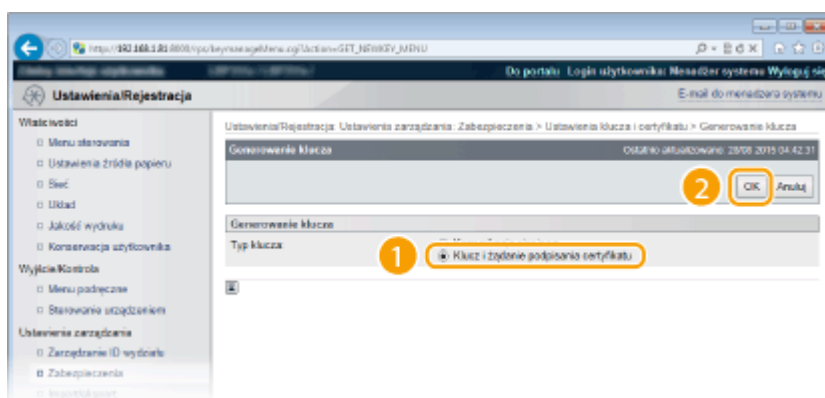 http://192.168.1.81:8000/rps/keymanageMenu.cgi?Action=GET_NEWKEY_MENU
Do portalu Login użytkownika: Menadżer systemu Wyloguj się
Ustawienia/Rejestracja
E-mail do menadżera systemu
Właściwości
Menu sterowania
Ustawienia źródła papieru
Sieć
Układ
Jakość wydruku
Konserwacja użytkownika
Wyjście/Kontrola
Menu podręczne
Sterowanie urządzeniem
Ustawienia zarządzania
Zarządzanie ID wydziału
Zabezpieczenia
Import/Eksport
Ustawienia/Rejestracja: Ustawienia zarządzania: Zabezpieczenia > Ustawienia klucza i certyfikatu > Generowanie klucza
Generowanie klucza
Ostatnio aktualizowane: 28/08 2015 04:42:31
2
OK Anuluj
Generowanie klucza
Typ klucza:
1
Klucz i żądanie podpisania certyfikatu